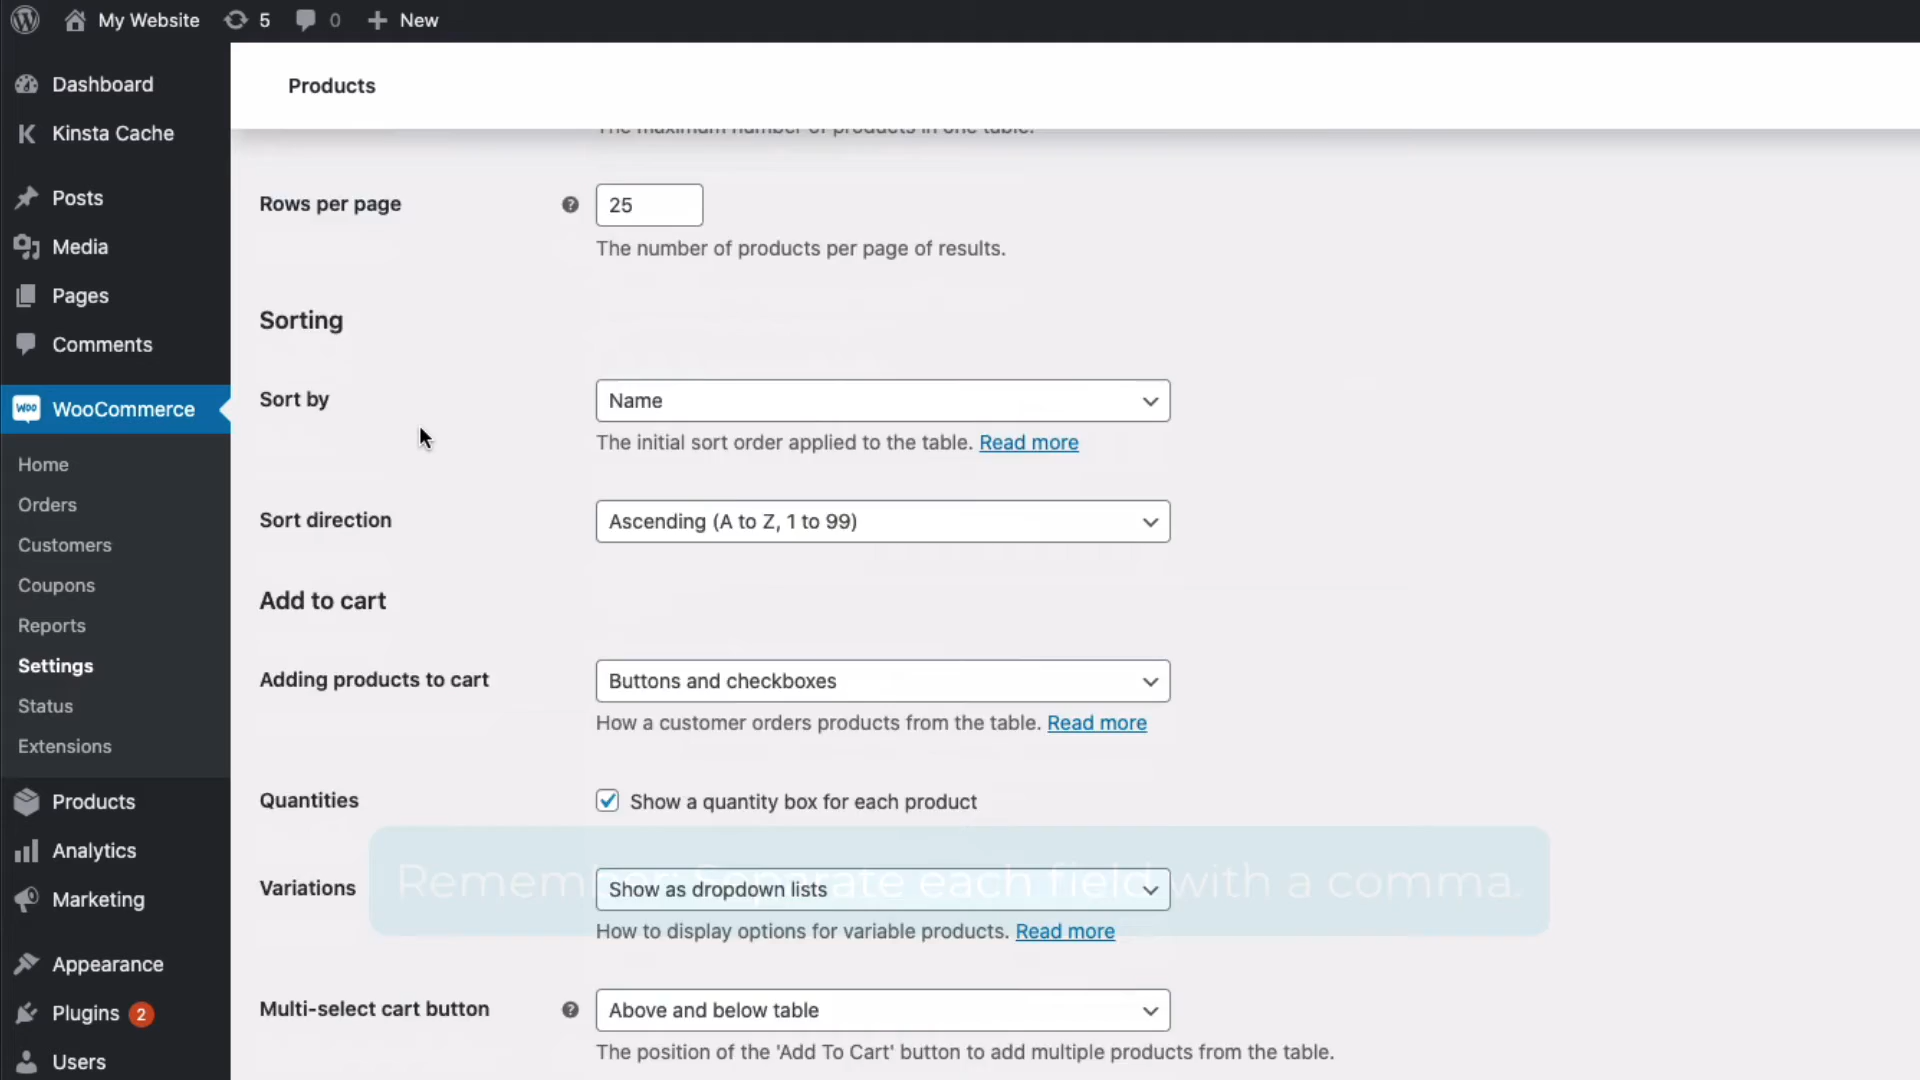 My Website 5 0 New
Dashboard
Kinsta Cache
Posts
Media
Pages
Comments
WooCommerce
Home
Orders
Customers
Coupons
Reports
Settings
Status
Extensions
Products
Analytics
Marketing
Appearance
Plugins 2
Users
Products
The maximum number of products in one table.
Rows per page 25
The number of products per page of results.
Sorting
Sort by Name
The initial sort order applied to the table. Read more
Sort direction Ascending (A to Z, 1 to 99)
Add to cart
Adding products to cart Buttons and checkboxes
How a customer orders products from the table. Read more
Quantities Show a quantity box for each product
Variations Show as dropdown lists
Remember: Separate each field with a comma.
How to display options for variable products. Read more
Multi-select cart button Above and below table
The position of the 'Add To Cart' button to add multiple products from the table.